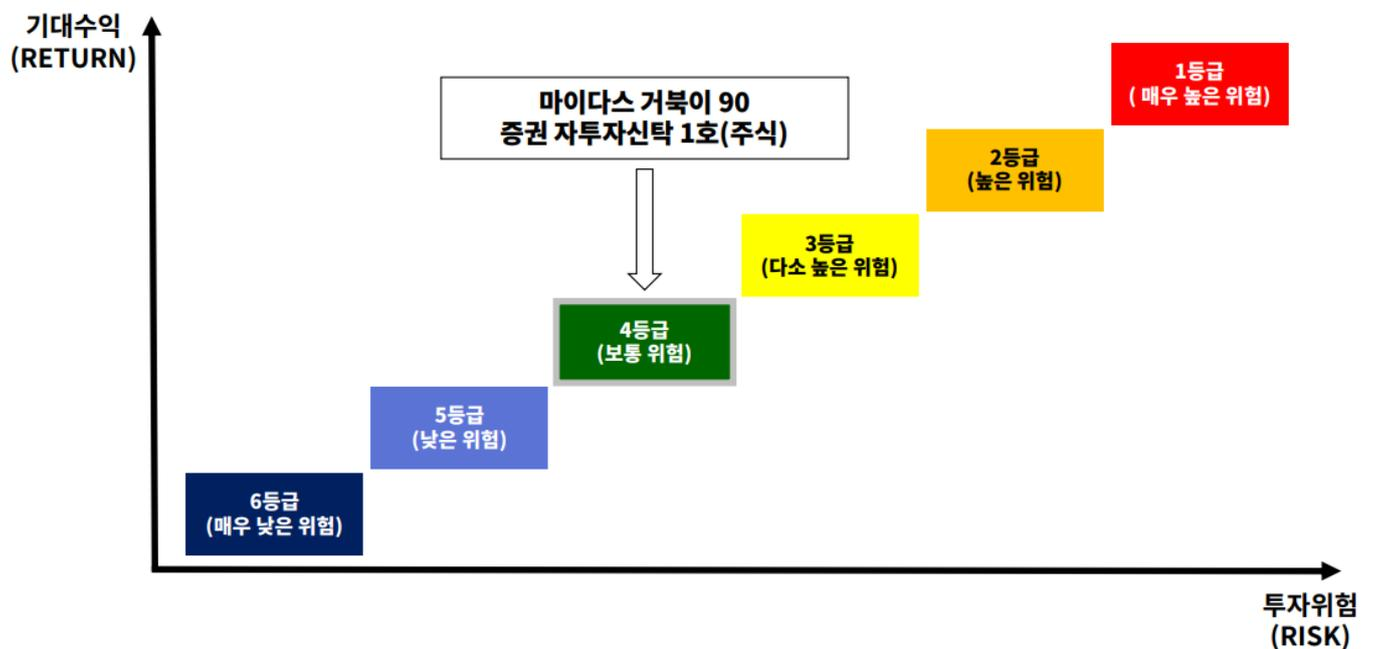 기대수익
(RETURN)
마이다스 거북이 90
증권 자투자신탁 1호(주식)
1등급
( 매우 높은 위험)
2등급
(높은 위험)
3등급
(다소 높은 위험)
4등급
(보통 위험)
5등급
(낮은 위험)
6등급
(매우 낮은 위험)
투자위험
(RISK)